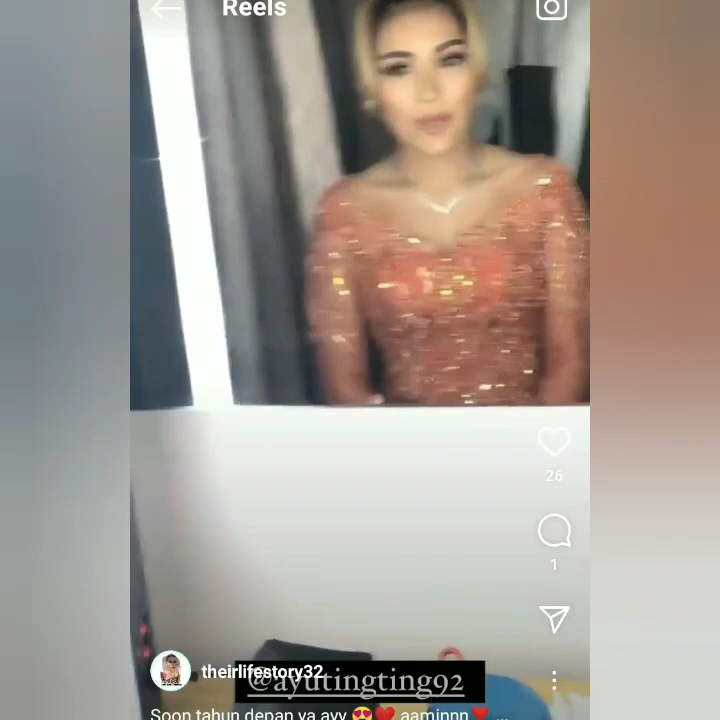 Reels
26
1
theirlifestory32
@ayutingting92
Soon tahun depan ya ayy 😍❤️ aaminnn❤️ ...